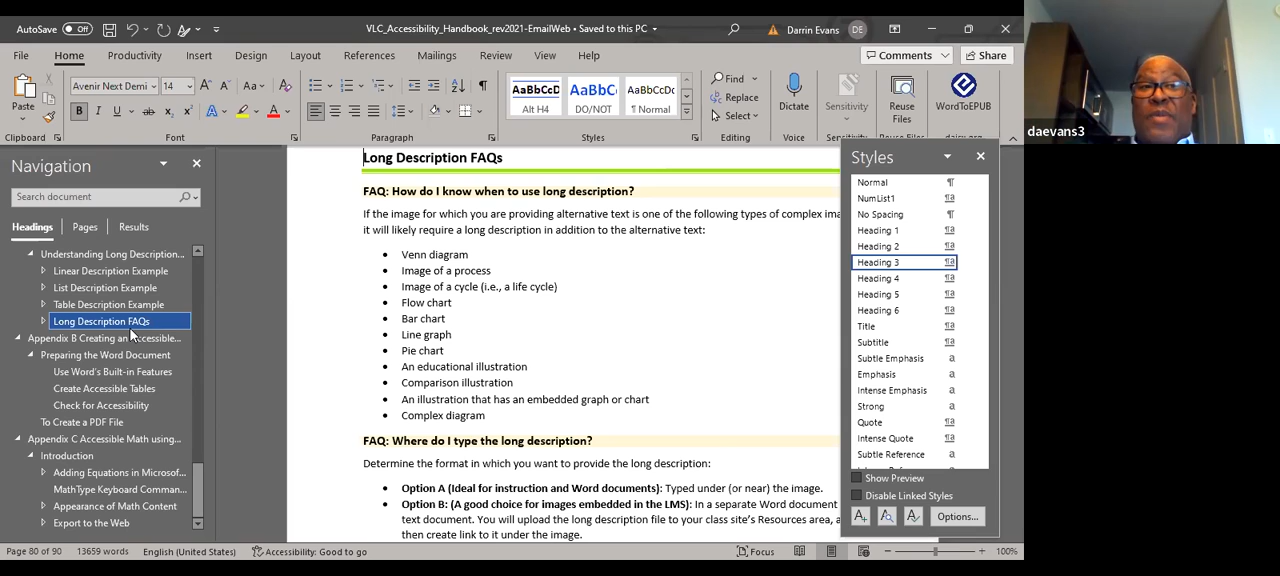 AutoSave Off VLC_Accessibility_Handbook_rev2021-EmailWeb • Saved to this PC Darrin Evans DE
File Home Productivity Insert Design Layout References Mailings Review View Help Comments Share
Paste Avenir Next Demi 14 A A Aa A AaBbCcD AaBbC AaBbCcDc Find Dictate Sensitivity Reuse Files WordToEPUB
B I U ab x₂ x² A A Alt H4 DO/NOT ¶ Normal Replace Select
Clipboard Font Paragraph Styles Editing Voice Sensitivity Reuse Files daisy.org
daevans3
Navigation
Search document
Headings Pages Results
Understanding Long Description...
Linear Description Example
List Description Example
Table Description Example
Long Description FAQs
Appendix B Creating an Accessible...
Preparing the Word Document
Use Word's Built-in Features
Create Accessible Tables
Check for Accessibility
To Create a PDF File
Appendix C Accessible Math using...
Introduction
Adding Equations in Microsof...
MathType Keyboard Comman...
Appearance of Math Content
Export to the Web
Long Description FAQs
FAQ: How do I know when to use long description?
If the image for which you are providing alternative text is one of the following types of complex ima
it will likely require a long description in addition to the alternative text:
• Venn diagram
• Image of a process
• Image of a cycle (i.e., a life cycle)
• Flow chart
• Bar chart
• Line graph
• Pie chart
• An educational illustration
• Comparison illustration
• An illustration that has an embedded graph or chart
• Complex diagram
FAQ: Where do I type the long description?
Determine the format in which you want to provide the long description:
• Option A (Ideal for instruction and Word documents): Typed under (or near) the image.
• Option B: (A good choice for images embedded in the LMS): In a separate Word document
text document. You will upload the long description file to your class site's Resources area, a
then create link to it under the image.
Styles
Normal ¶
NumList1 ¶a
No Spacing ¶
Heading 1 ¶a
Heading 2 ¶a
Heading 3 ¶a
Heading 4 ¶a
Heading 5 ¶a
Heading 6 ¶a
Title ¶a
Subtitle ¶a
Subtle Emphasis a
Emphasis a
Intense Emphasis a
Strong a
Quote ¶a
Intense Quote ¶a
Subtle Reference a
Show Preview
Disable Linked Styles
Options...
Page 80 of 90 13659 words English (United States) Accessibility: Good to go Focus 100%